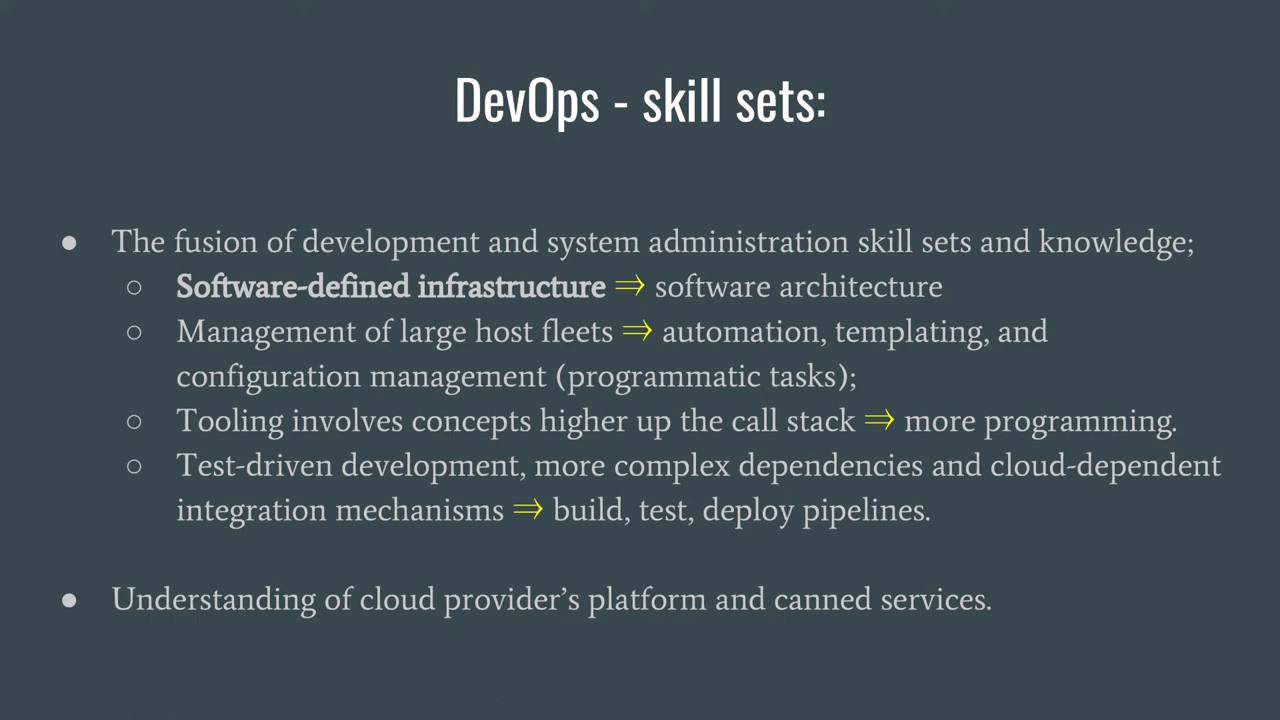 DevOps - skill sets:
● The fusion of development and system administration skill sets and knowledge;
○ Software-defined infrastructure ⇒ software architecture
○ Management of large host fleets ⇒ automation, templating, and
configuration management (programmatic tasks);
○ Tooling involves concepts higher up the call stack ⇒ more programming.
○ Test-driven development, more complex dependencies and cloud-dependent
integration mechanisms ⇒ build, test, deploy pipelines.
● Understanding of cloud provider’s platform and canned services.